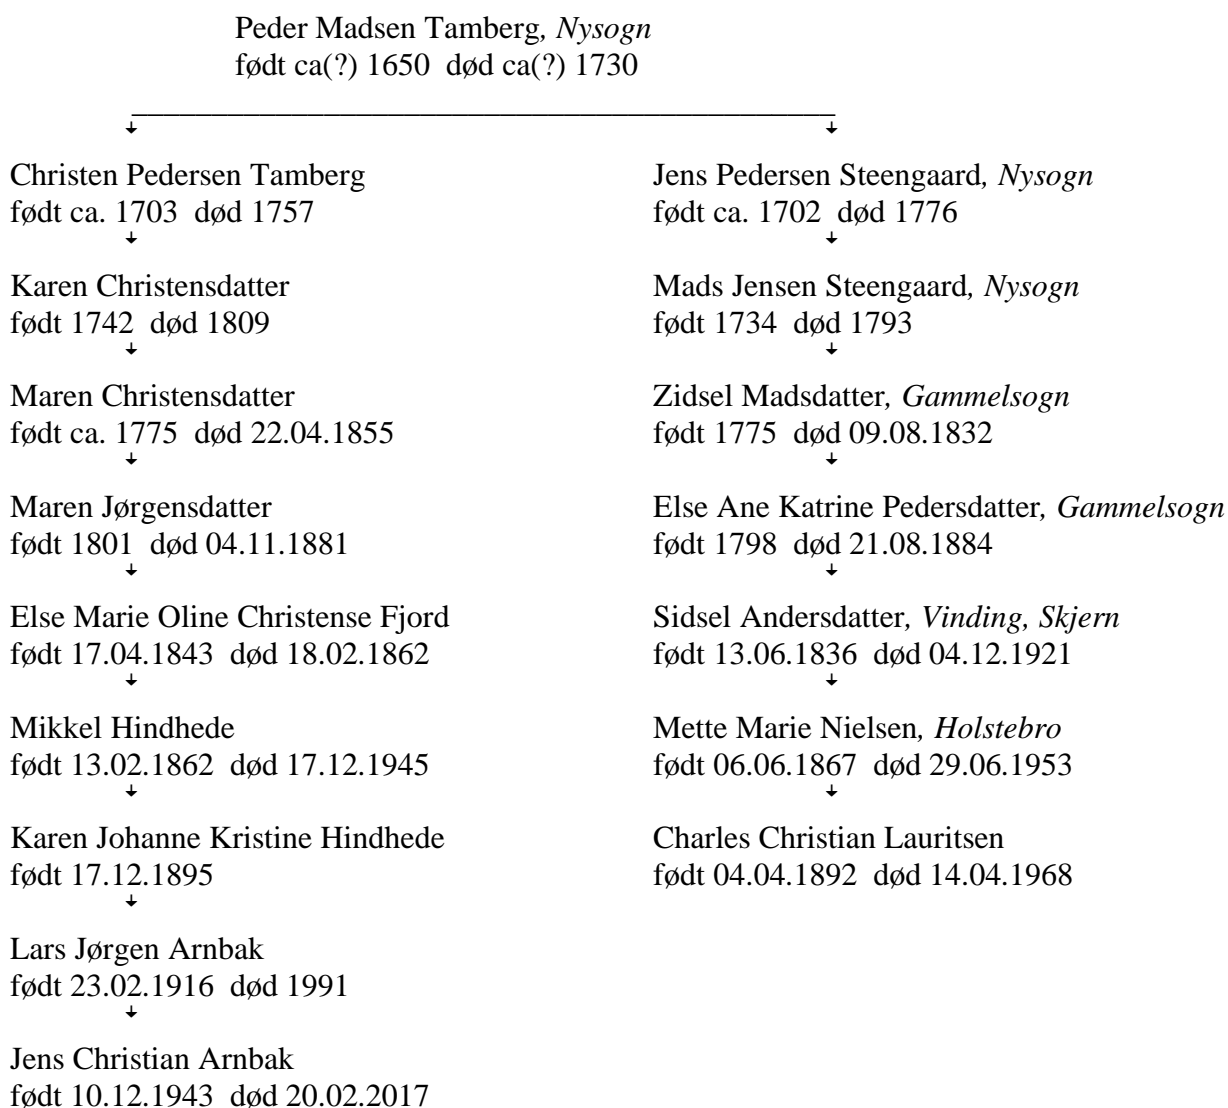 Peder Madsen Tamberg, Nysogn
født ca(?) 1650 død ca(?) 1730
Christen Pedersen Tamberg
født ca. 1703 død 1757
Karen Christensdatter
født 1742 død 1809
Maren Christensdatter
født ca. 1775 død 22.04.1855
Maren Jørgensdatter
født 1801 død 04.11.1881
Else Marie Oline Christense Fjord
født 17.04.1843 død 18.02.1862
Mikkel Hindhede
født 13.02.1862 død 17.12.1945
Karen Johanne Kristine Hindhede
født 17.12.1895
Lars Jørgen Arnbak
født 23.02.1916 død 1991
Jens Christian Arnbak
født 10.12.1943 død 20.02.2017
Jens Pedersen Steengaard, Nysogn
født ca. 1702 død 1776
Mads Jensen Steengaard, Nysogn
født 1734 død 1793
Zidsel Madsdatter, Gammelsogn
født 1775 død 09.08.1832
Else Ane Katrine Pedersdatter, Gammelsogn
født 1798 død 21.08.1884
Sidsel Andersdatter, Vinding, Skjern
født 13.06.1836 død 04.12.1921
Mette Marie Nielsen, Holstebro
født 06.06.1867 død 29.06.1953
Charles Christian Lauritsen
født 04.04.1892 død 14.04.1968